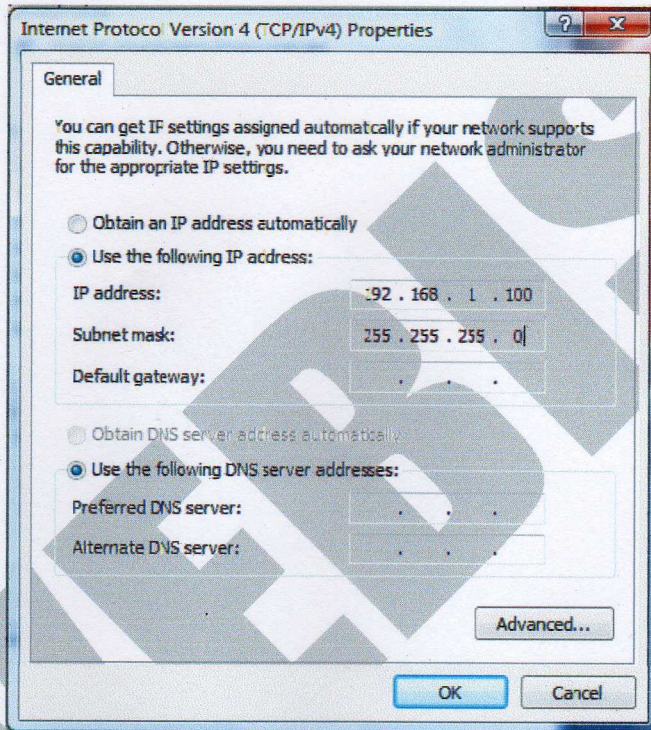 Internet Protocol Version 4 (TCP/IPv4) Properties
?
X
General
You can get IP settings assigned automatically if your network supports
this capability. Otherwise, you need to ask your network administrator
for the appropriate IP settings.
Obtain an IP address automatically
Use the following IP address:
IP address: 192 . 168 . 1 . 100
Subnet mask: 255 . 255 . 255 . 0
Default gateway: . . .
Obtain DNS server address automatically
Use the following DNS server addresses:
Preferred DNS server: . . .
Alternate DNS server: . . .
Advanced...
OK Cancel